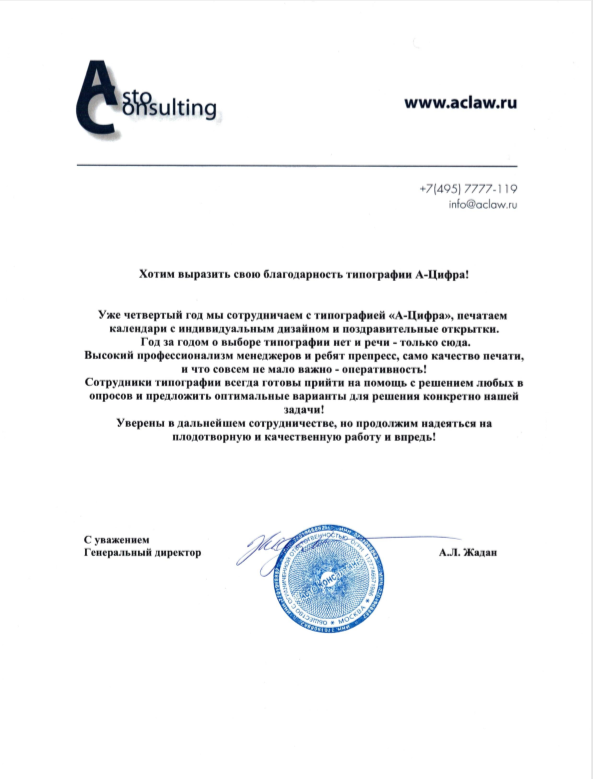 Asto
Consulting
www.aclaw.ru
+7(495) 7777-119
info@aclaw.ru
Хотим выразить свою благодарность типографии А-Цифра!
Уже четвертый год мы сотрудничаем с типографией «А-Цифра», печатаем
календари с индивидуальным дизайном и поздравительные открытки.
Год за годом о выборе типографии нет и речи - только сюда.
Высокий профессионализм менеджеров и ребят препресс, само качество печати,
и что совсем не мало важно - оперативность!
Сотрудники типографии всегда готовы прийти на помощь с решением любых в
опросов и предложить оптимальные варианты для решения конкретно нашей
задачи!
Уверены в дальнейшем сотрудничестве, но продолжим надеяться на
плодотворную и качественную работу и впредь!
С уважением
Генеральный директор
А.Л. Жадан
ОБЩЕСТВО С ОГРАНИЧЕННОЙ ОТВЕТСТВЕННОСТЬЮ
МОСКВА